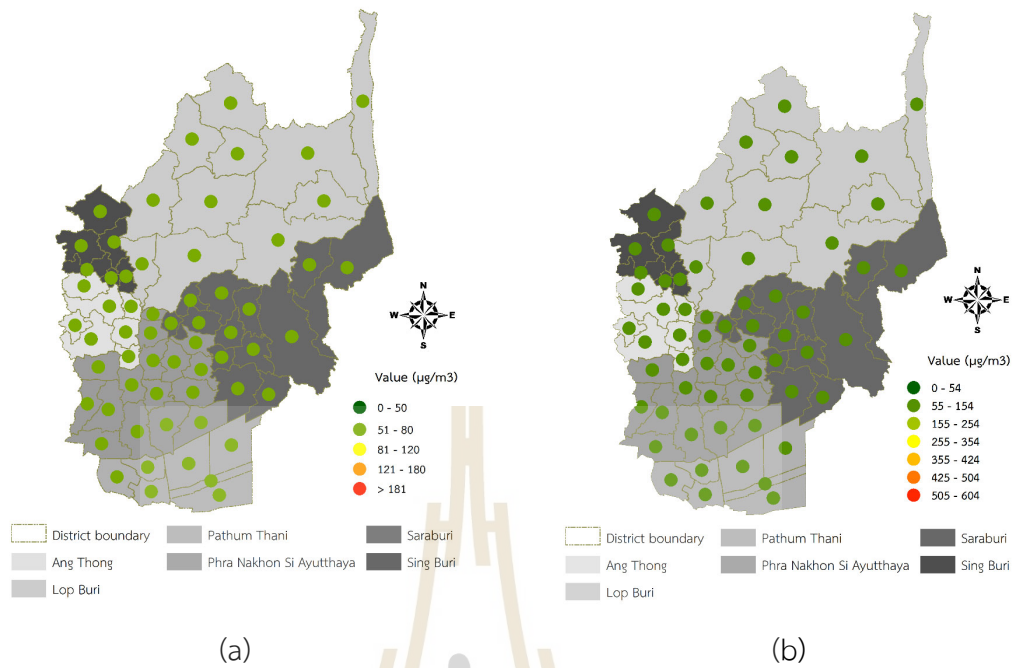 N
W E
S
Value (µg/m3)
0 - 50
51 - 80
81 - 120
121 - 180
> 181
District boundary
Pathum Thani
Saraburi
Ang Thong
Phra Nakhon Si Ayutthaya
Sing Buri
Lop Buri
(a)
N
W E
S
Value (µg/m3)
0 - 54
55 - 154
155 - 254
255 - 354
355 - 424
425 - 504
505 - 604
District boundary
Pathum Thani
Saraburi
Ang Thong
Phra Nakhon Si Ayutthaya
Sing Buri
Lop Buri
(b)